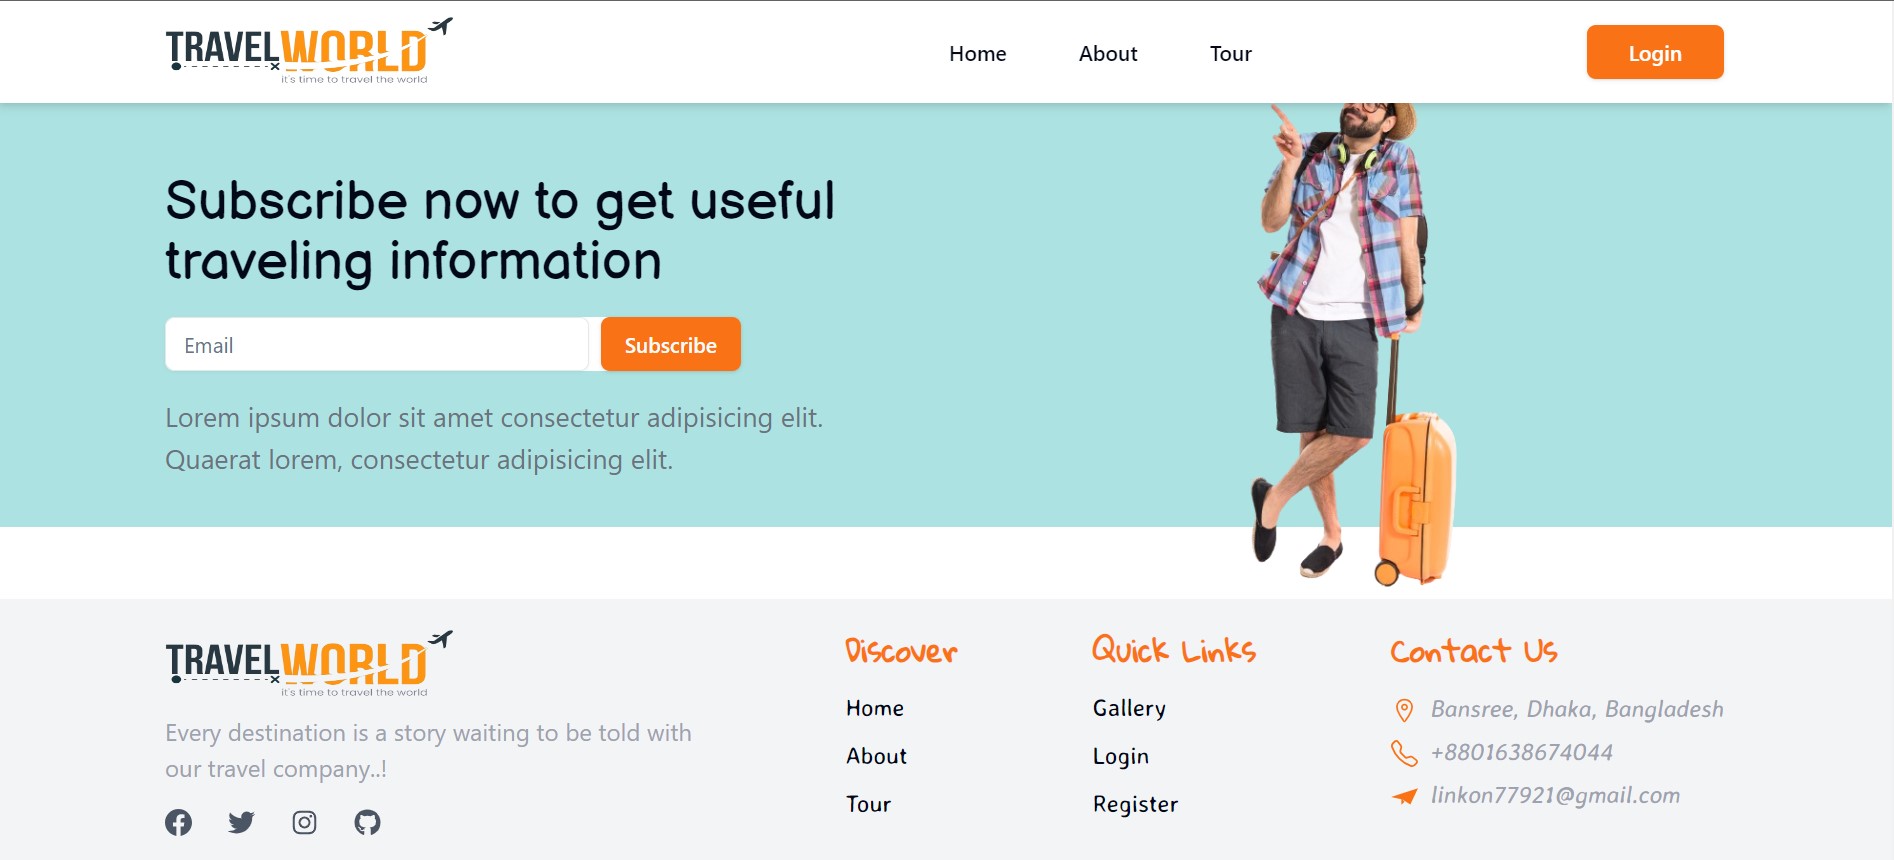 TRAVELWORLD
it's time to travel the world
Home
About
Tour
Login
Subscribe now to get useful
traveling information
Email
Subscribe
Lorem ipsum dolor sit amet consectetur adipisicing elit.
Quaerat lorem, consectetur adipisicing elit.
TRAVELWORLD
it's time to travel the world
Every destination is a story waiting to be told with
our travel company..!
Discover
Home
About
Tour
Quick Links
Gallery
Login
Register
Contact Us
Bansree, Dhaka, Bangladesh
+8801638674044
linkon77921@gmail.com